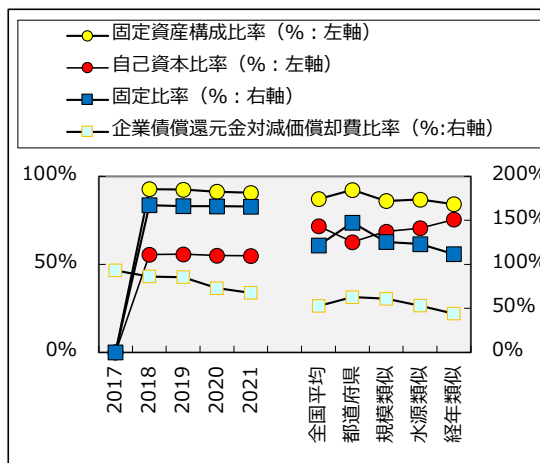 固定資産構成比率（%：左軸）
自己資本比率（%：左軸）
固定比率（%：右軸）
企業債償還元金対減価償却費比率（%:右軸）
100%
50%
0%
200%
150%
100%
50%
0%
2017
2018
2019
2020
2021
全国平均
都道府県
規模類似
水源類似
経年類似